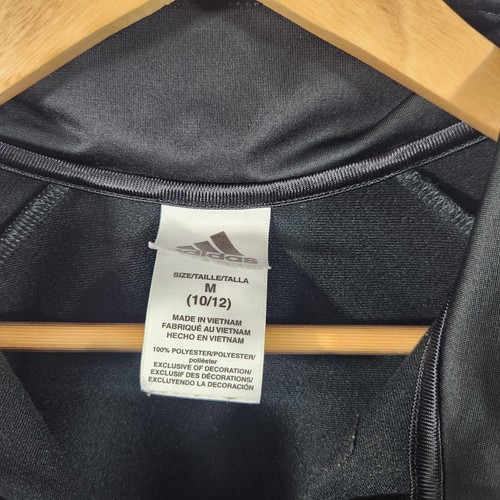 adidas
SIZE/TAILLE/TALLA
M
(10/12)
MADE IN VIETNAM
FABRIQUÉ AU VIETNAM
HECHO EN VIETNAM
100% POLYESTER/POLYESTER/
poliéster
EXCLUSIVE OF DECORATION/
EXCLUSIF DES DÉCORATIONS/
EXCLUYENDO LA DECORACIÓN